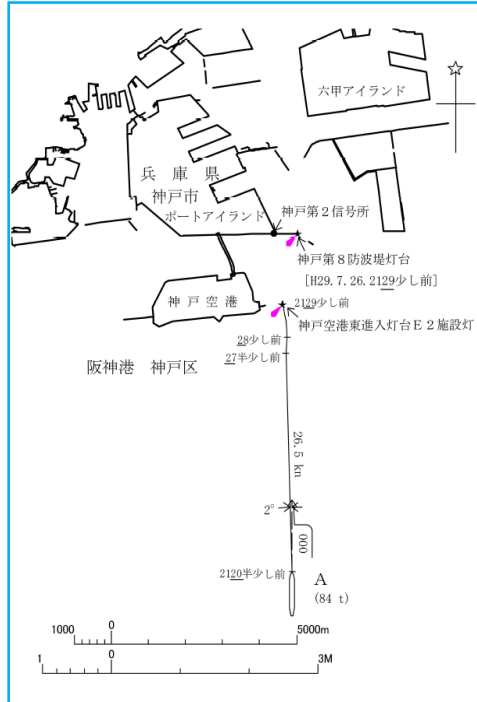 六甲アイランド
兵 庫 県
神戸市
ポートアイランド
神戸第２信号所
神戸第８防波堤灯台
[H29.7.26.2129少し前]
神 戸 空 港
2129少し前
神戸空港東進入灯台Ｅ２施設灯
28少し前
27半少し前
阪神港　神戸区
26.5 kn
2°
000
2120半少し前
A
(84 t)
1000
0
5000m
1
0
3M